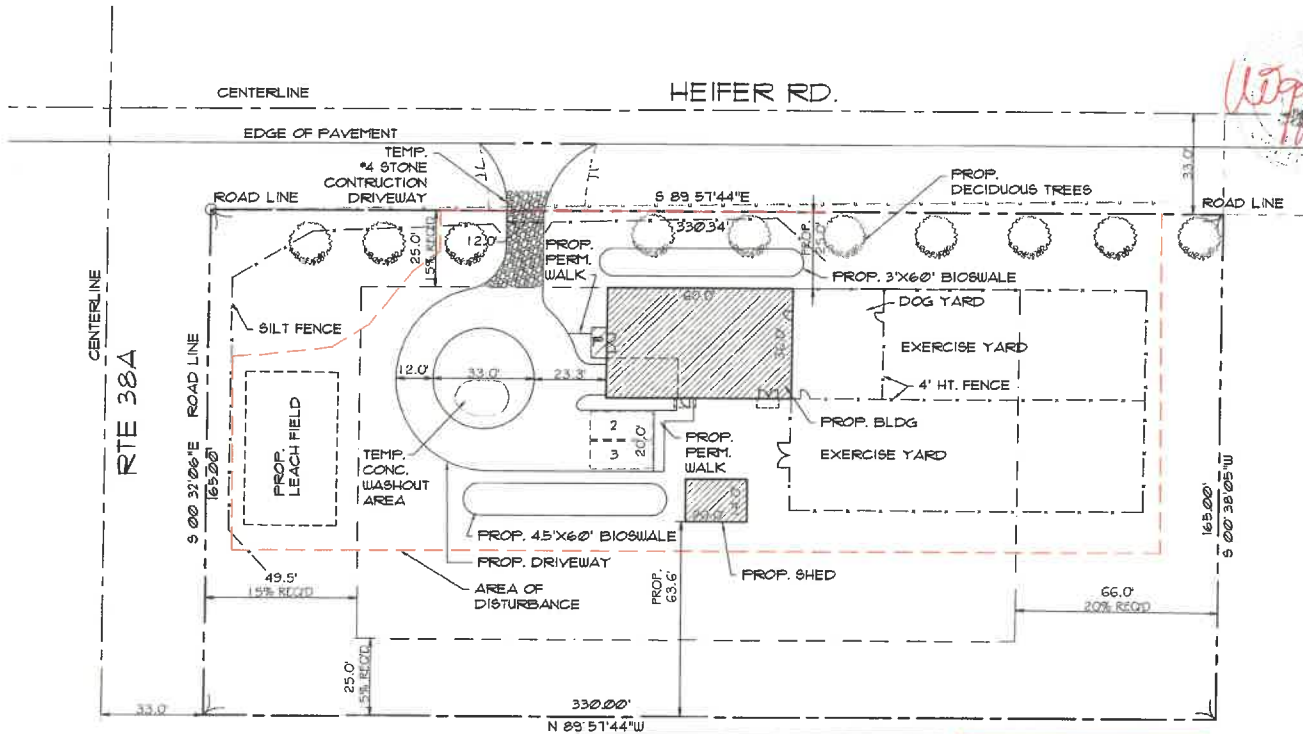 CENTERLINE
HEIFER RD.
EDGE OF PAVEMENT
TEMP.
#4 STONE
CONTRUCTION
DRIVEWAY
33.0'
PROP.
DECIDUOUS TREES
ROAD LINE
S 89 57'44"E
ROAD LINE
330.34'
25.0'
15% REQ'D
12.0'
PROP.
25.0'
PROP.
PERM.
WALK
PROP. 3'X60' BIOSWALE
DOG YARD
60.0'
36.0'
SILT FENCE
EXERCISE YARD
CENTERLINE
RTE 38A
ROAD LINE
S 00 32'06"E
165.00'
12.0'
33.0'
23.3'
4' HT. FENCE
PROP. BLDG
PROP.
LEACH FIELD
TEMP.
CONC.
WASHOUT
AREA
2
3
20.0'
PROP.
PERM.
WALK
EXERCISE YARD
165.00'
S 00 38'05"W
PROP. 4.5'X60' BIOSWALE
PROP. DRIVEWAY
PROP. SHED
AREA OF
DISTURBANCE
49.5'
15% REQ'D
PROP.
63.6'
66.0'
20% REQ'D
25.0'
15% REQ'D
33.0'
330.00'
N 89 57'44"W